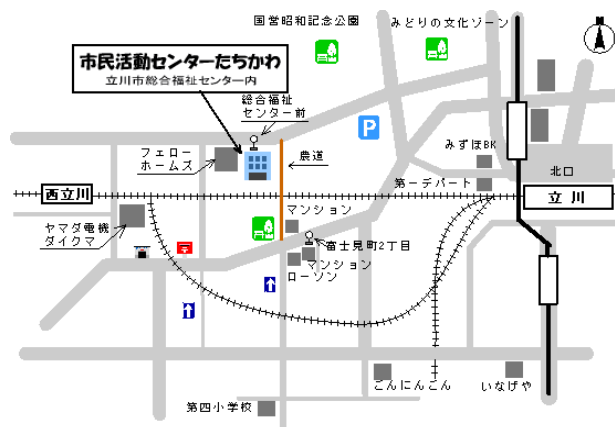 国営昭和記念公園
みどりの文化ゾーン
市民活動センターたちかわ
立川市総合福祉センター内
総合福祉
センター前
P
みずほBK
フェロー
ホームズ
農道
北口
第一デパート
西立川
立川
マンション
ヤマダ電機
ダイクマ
富士見町2丁目
マンション
ローソン
ごんにんごん
いなげや
第四小学校